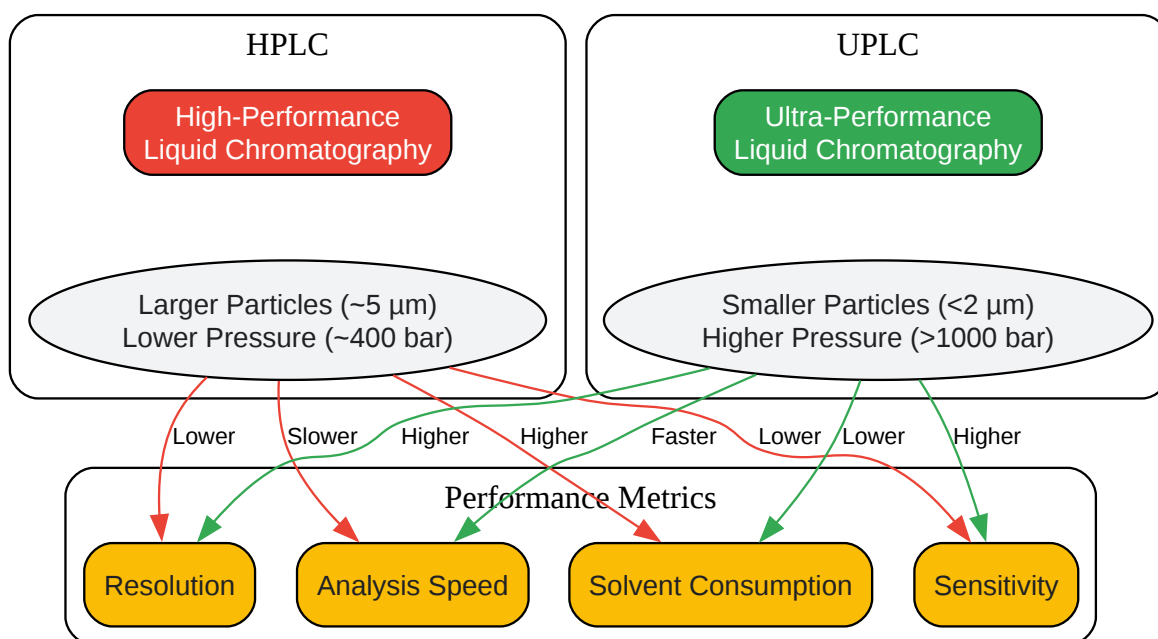 HPLC
High-Performance
Liquid Chromatography
Larger Particles (~5 µm)
Lower Pressure (~400 bar)
UPLC
Ultra-Performance
Liquid Chromatography
Smaller Particles (<2 µm)
Higher Pressure (>1000 bar)
Lower
Slower
Higher
Higher
Faster
Lower
Lower
Higher
Performance Metrics
Resolution
Analysis Speed
Solvent Consumption
Sensitivity